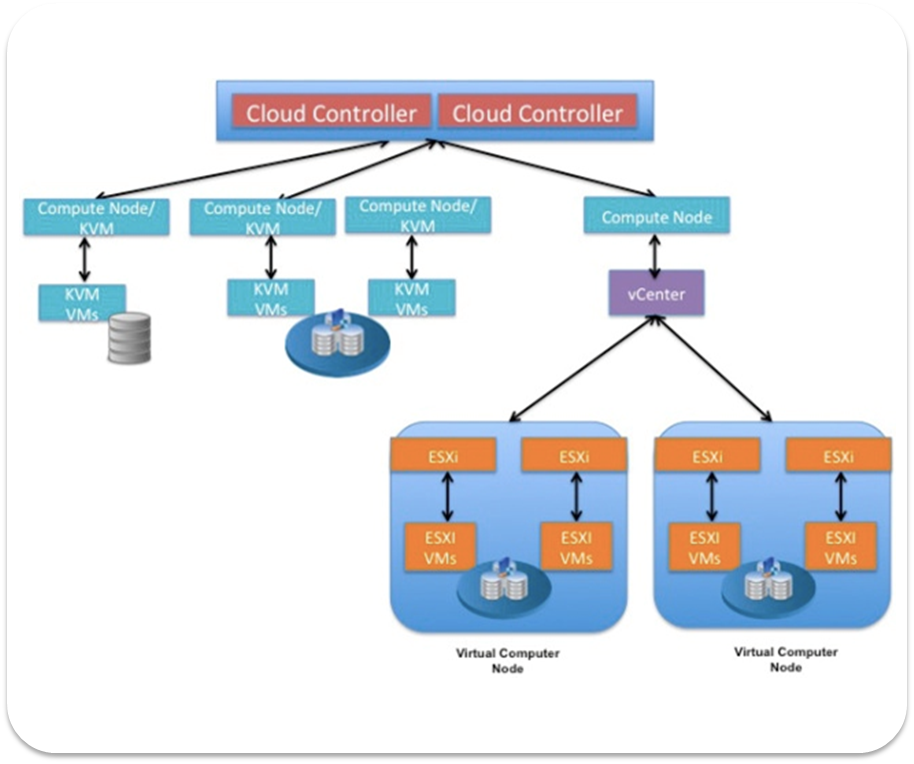 Cloud Controller
Cloud Controller
Compute Node/
KVM
Compute Node/
KVM
Compute Node/
KVM
Compute Node
KVM
VMs
KVM
VMs
KVM
VMs
vCenter
ESXi
ESXi
ESXi
ESXi
ESXI
VMs
ESXI
VMs
ESXI
VMs
ESXI
VMs
Virtual Computer
Node
Virtual Computer
Node